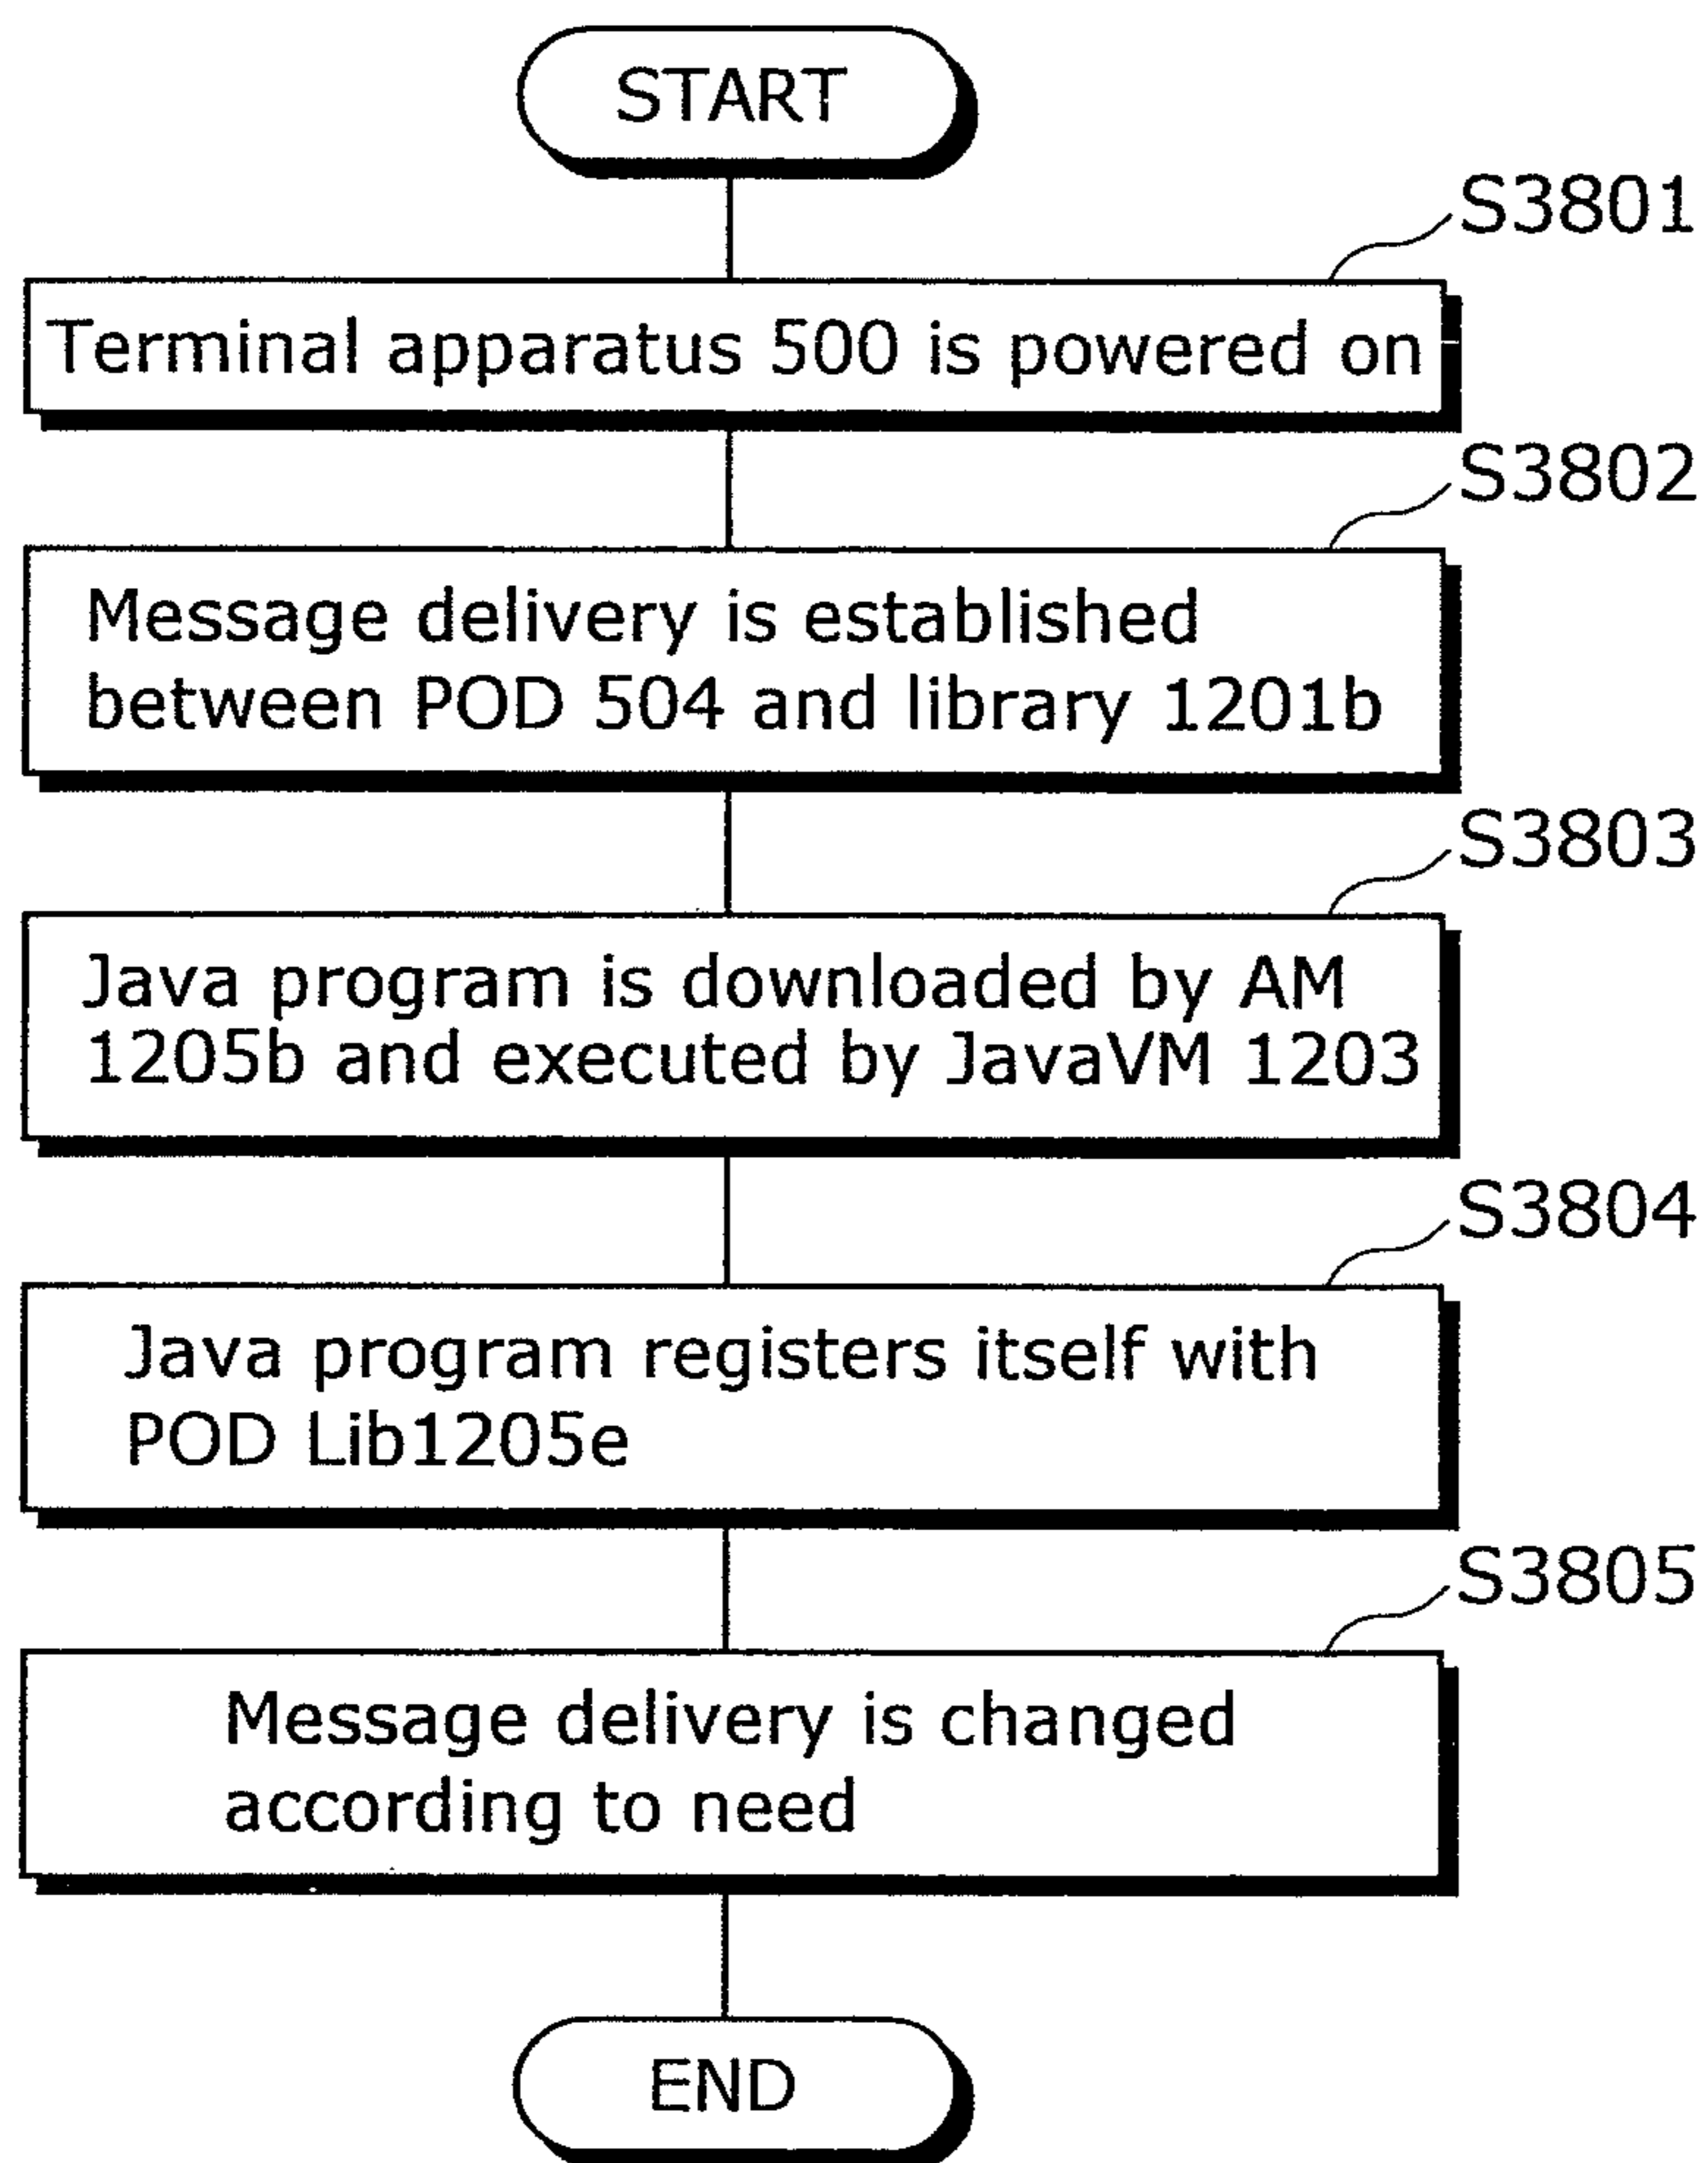 START
S3801
Terminal apparatus 500 is powered on
S3802
Message delivery is established
between POD 504 and library 1201b
S3803
Java program is downloaded by AM
1205b and executed by JavaVM 1203
S3804
Java program registers itself with
POD Lib1205e
S3805
Message delivery is changed
according to need
END